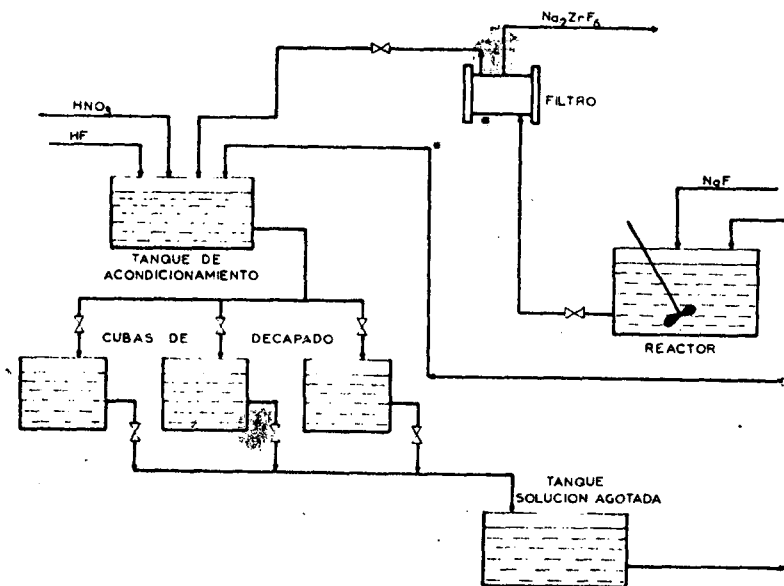 Na₂ZrF₆
FILTRO
HNO₃
HF
NaF
TANQUE DE
ACONDICIONAMIENTO
REACTOR
CUBAS DE DECAPADO
TANQUE
SOLUCION AGOTADA